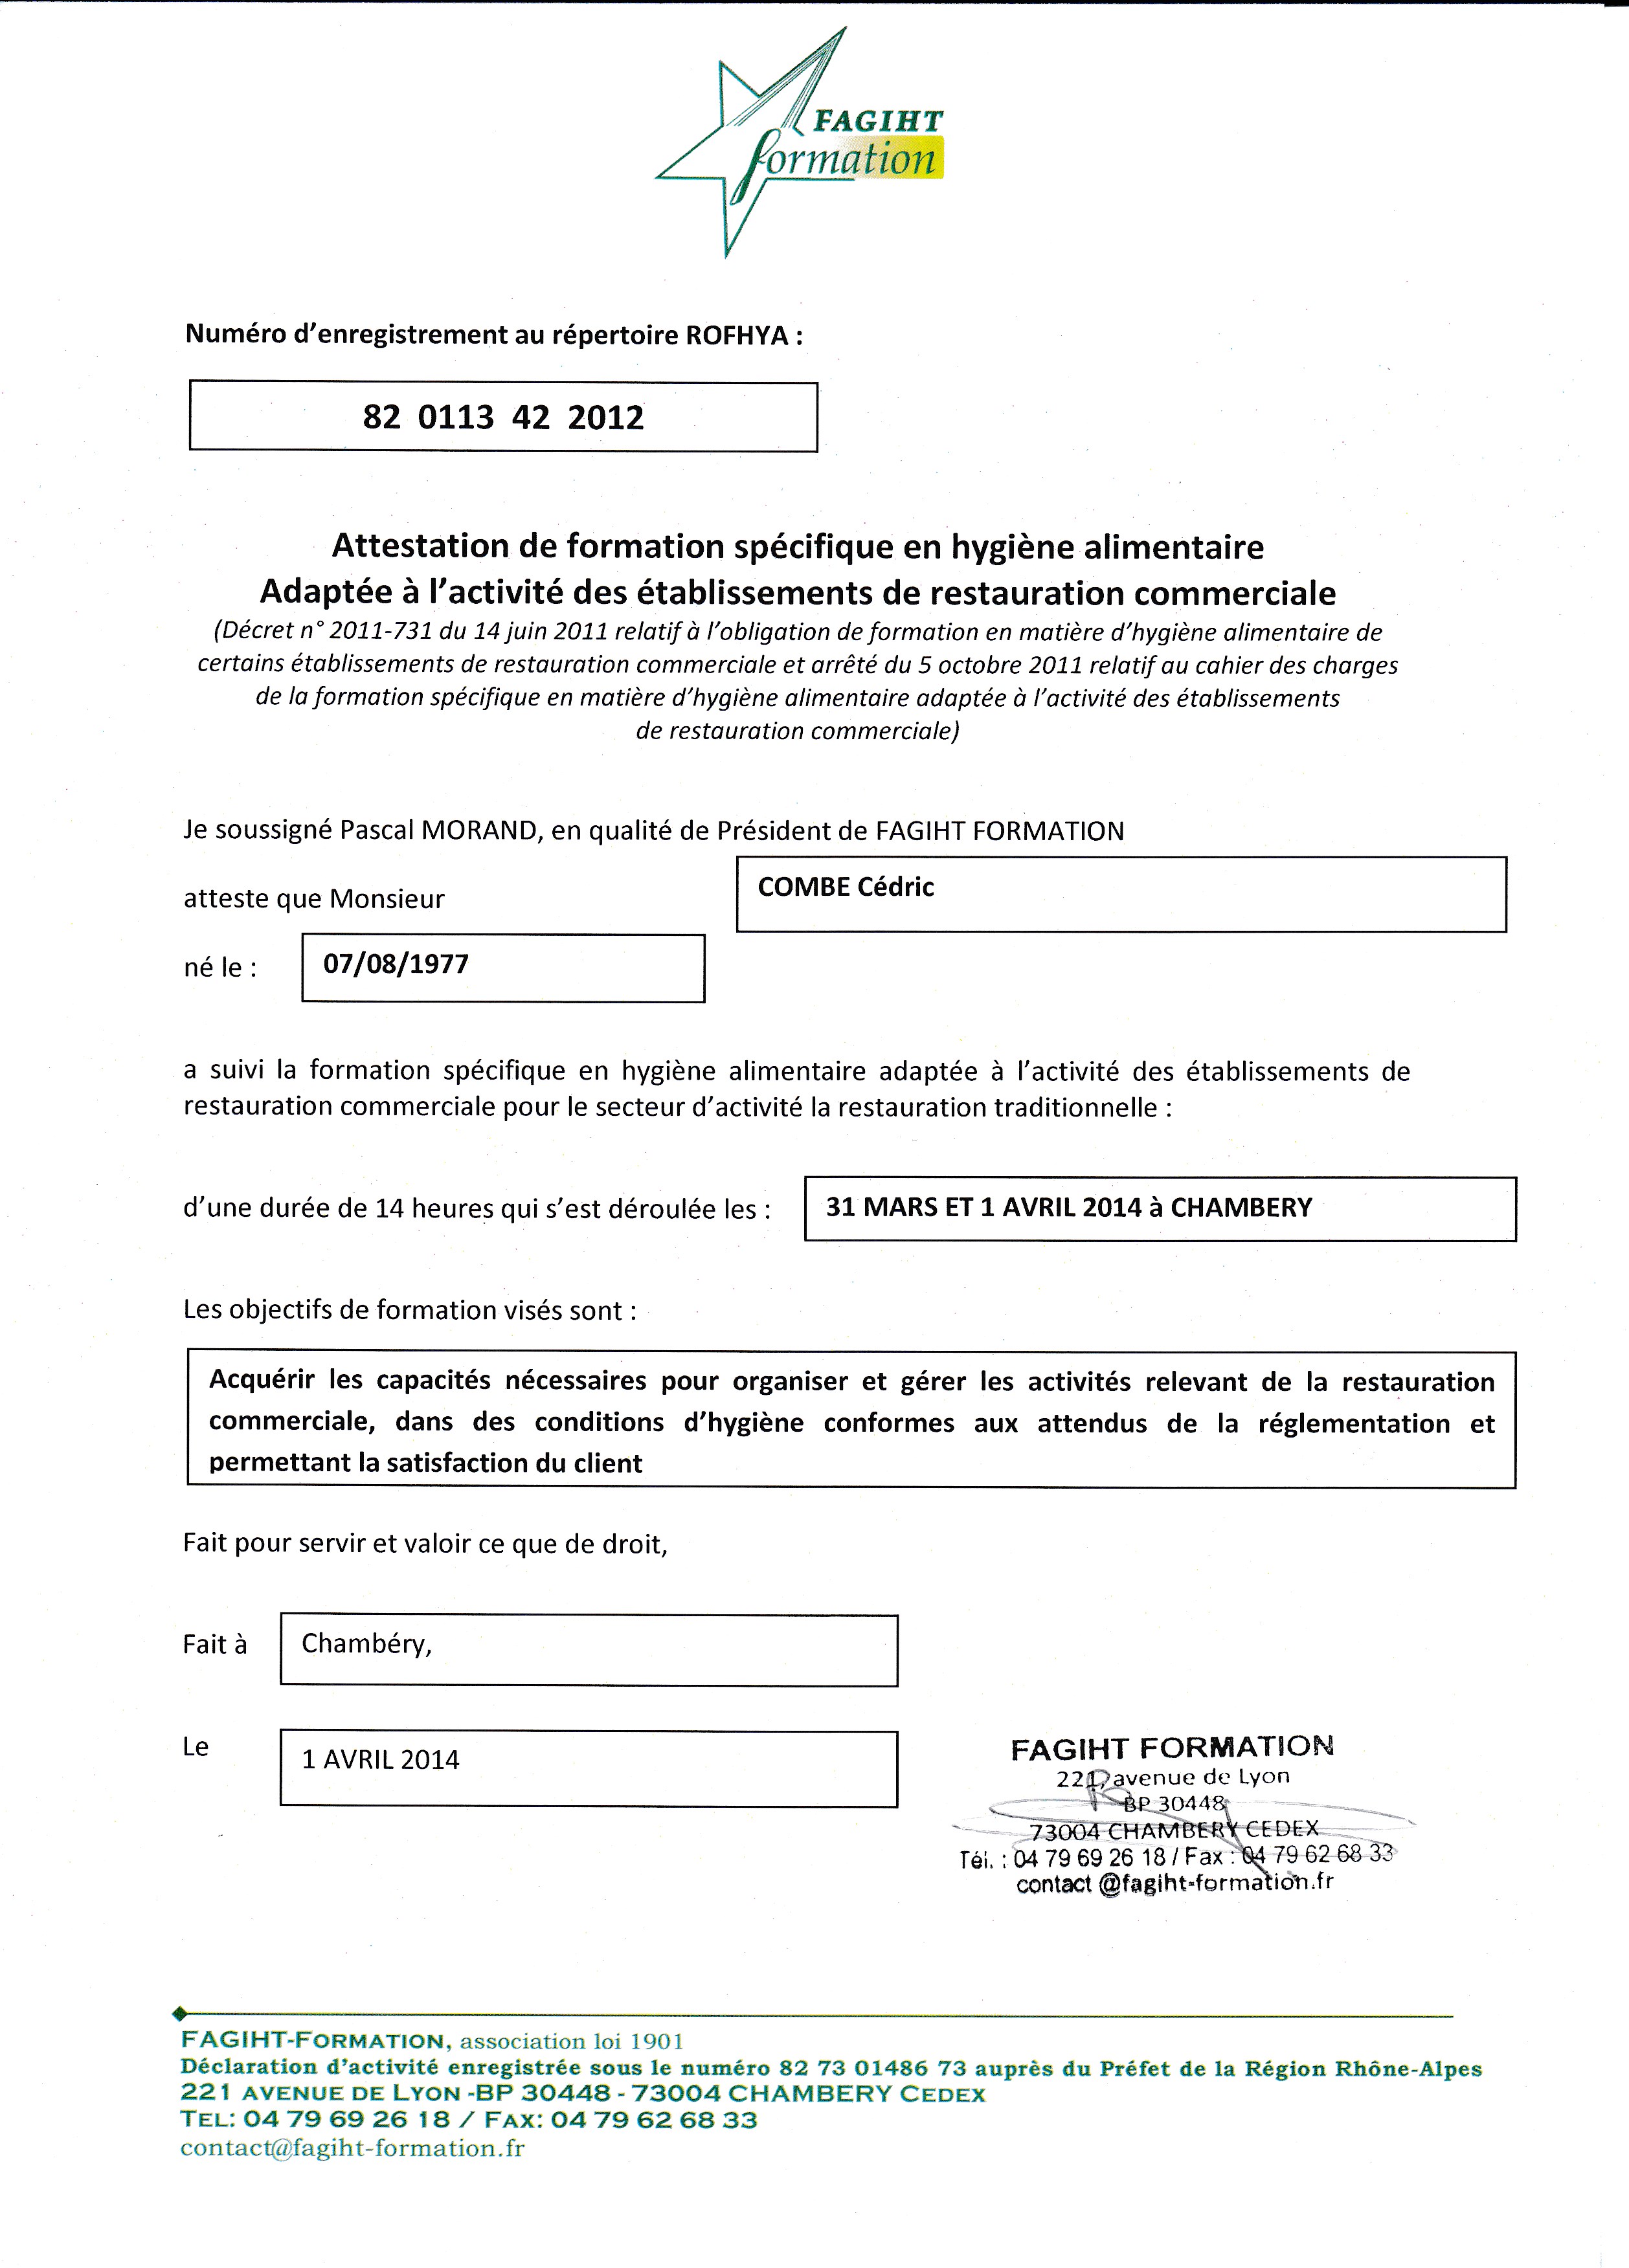 FAGIHT
formation
Numéro d'enregistrement au répertoire ROFHYA :
82 0113 42 2012
Attestation de formation spécifique en hygiène alimentaire
Adaptée à l'activité des établissements de restauration commerciale
(Décret n° 2011-731 du 14 juin 2011 relatif à l'obligation de formation en matière d'hygiène alimentaire de
certains établissements de restauration commerciale et arrêté du 5 octobre 2011 relatif au cahier des charges
de la formation spécifique en matière d'hygiène alimentaire adaptée à l'activité des établissements
de restauration commerciale)
Je soussigné Pascal MORAND, en qualité de Président de FAGIHT FORMATION
atteste que Monsieur COMBE Cédric
né le : 07/08/1977
a suivi la formation spécifique en hygiène alimentaire adaptée à l'activité des établissements de
restauration commerciale pour le secteur d'activité la restauration traditionnelle :
d'une durée de 14 heures qui s'est déroulée les : 31 MARS ET 1 AVRIL 2014 à CHAMBERY
Les objectifs de formation visés sont :
Acquérir les capacités nécessaires pour organiser et gérer les activités relevant de la restauration
commerciale, dans des conditions d'hygiène conformes aux attendus de la réglementation et
permettant la satisfaction du client
Fait pour servir et valoir ce que de droit,
Fait à Chambéry,
Le 1 AVRIL 2014
FAGIHT FORMATION
221, avenue de Lyon
BP 30448
73004 CHAMBERY CEDEX
Tél. : 04 79 69 26 18 / Fax : 04 79 62 68 33
contact @fagiht-formation.fr
FAGIHT-FORMATION, association loi 1901
Déclaration d'activité enregistrée sous le numéro 82 73 01486 73 auprès du Préfet de la Région Rhône-Alpes
221 AVENUE DE LYON -BP 30448 - 73004 CHAMBERY CEDEX
TEL: 04 79 69 26 18 / FAX: 04 79 62 68 33
contact@fagiht-formation.fr